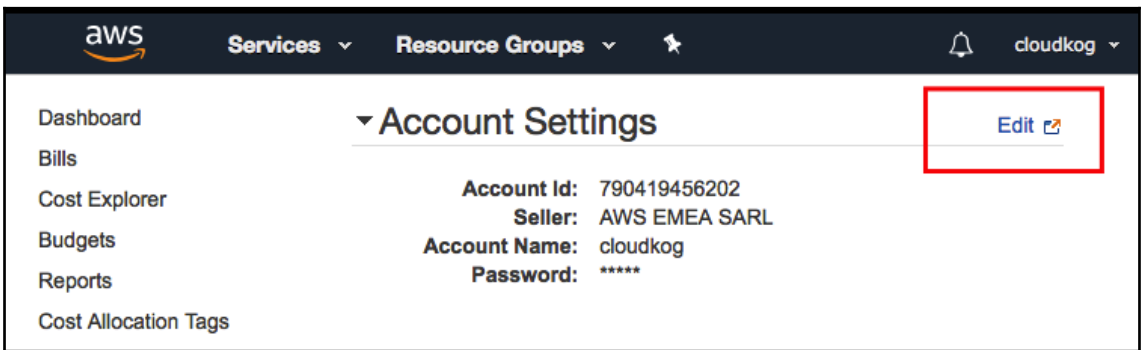 aws Services Resource Groups cloudkog
Dashboard
Bills
Cost Explorer
Budgets
Reports
Cost Allocation Tags
Account Settings Edit
Account Id: 790419456202
Seller: AWS EMEA SARL
Account Name: cloudkog
Password: *****